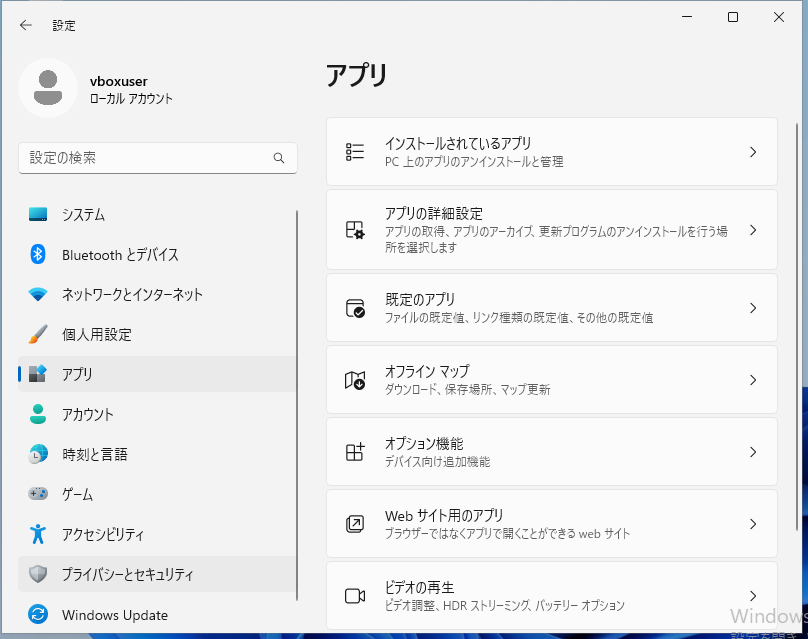 設定
vboxuser
ローカル アカウント
設定の検索
システム
Bluetooth とデバイス
ネットワークとインターネット
個人用設定
アプリ
アカウント
時刻と言語
ゲーム
アクセシビリティ
プライバシーとセキュリティ
Windows Update
アプリ
インストールされているアプリ
PC 上のアプリのアンインストールと管理
アプリの詳細設定
アプリの取得、アプリのアーカイブ、更新プログラムのアンインストールを行う場
所を選択します
既定のアプリ
ファイルの既定値、リンク種類の既定値、その他の既定値
オフライン マップ
ダウンロード、保存場所、マップ更新
オプション機能
デバイス向け追加機能
Web サイト用のアプリ
ブラウザーではなくアプリで開くことができる web サイト
ビデオの再生
ビデオ調整、HDR ストリーミング、バッテリー オプション
Windows